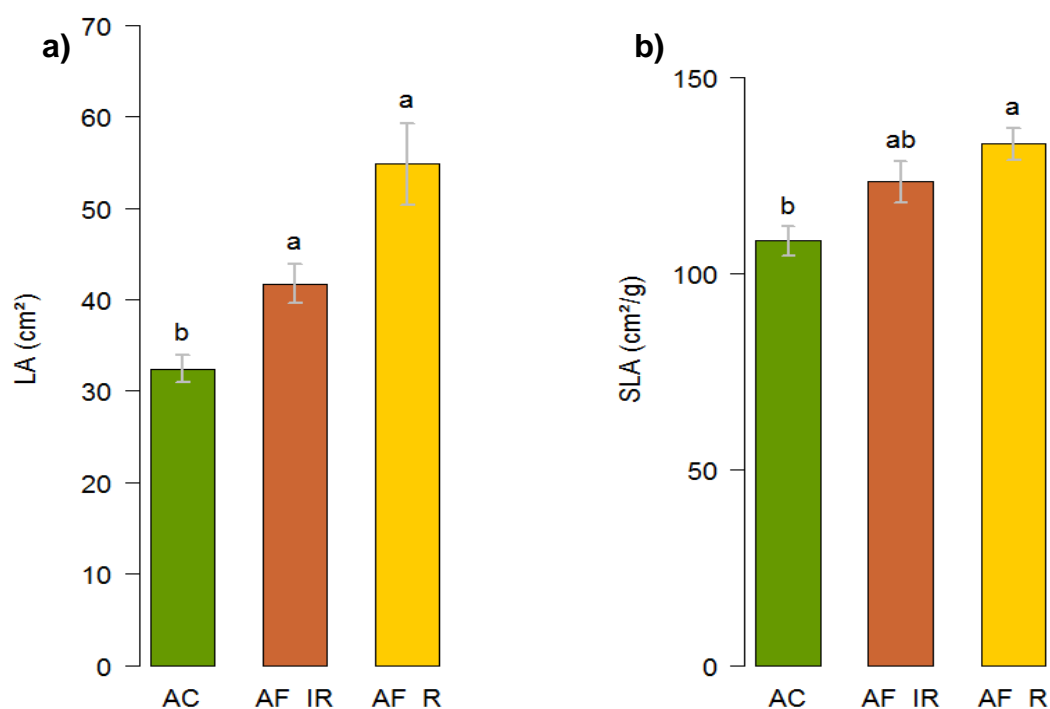 a)
LA (cm²)
70
60
50
40
30
20
10
0
b
a
a
AC
AF IR
AF R
b)
SLA (cm²/g)
150
100
50
0
b
ab
a
AC
AF IR
AF R